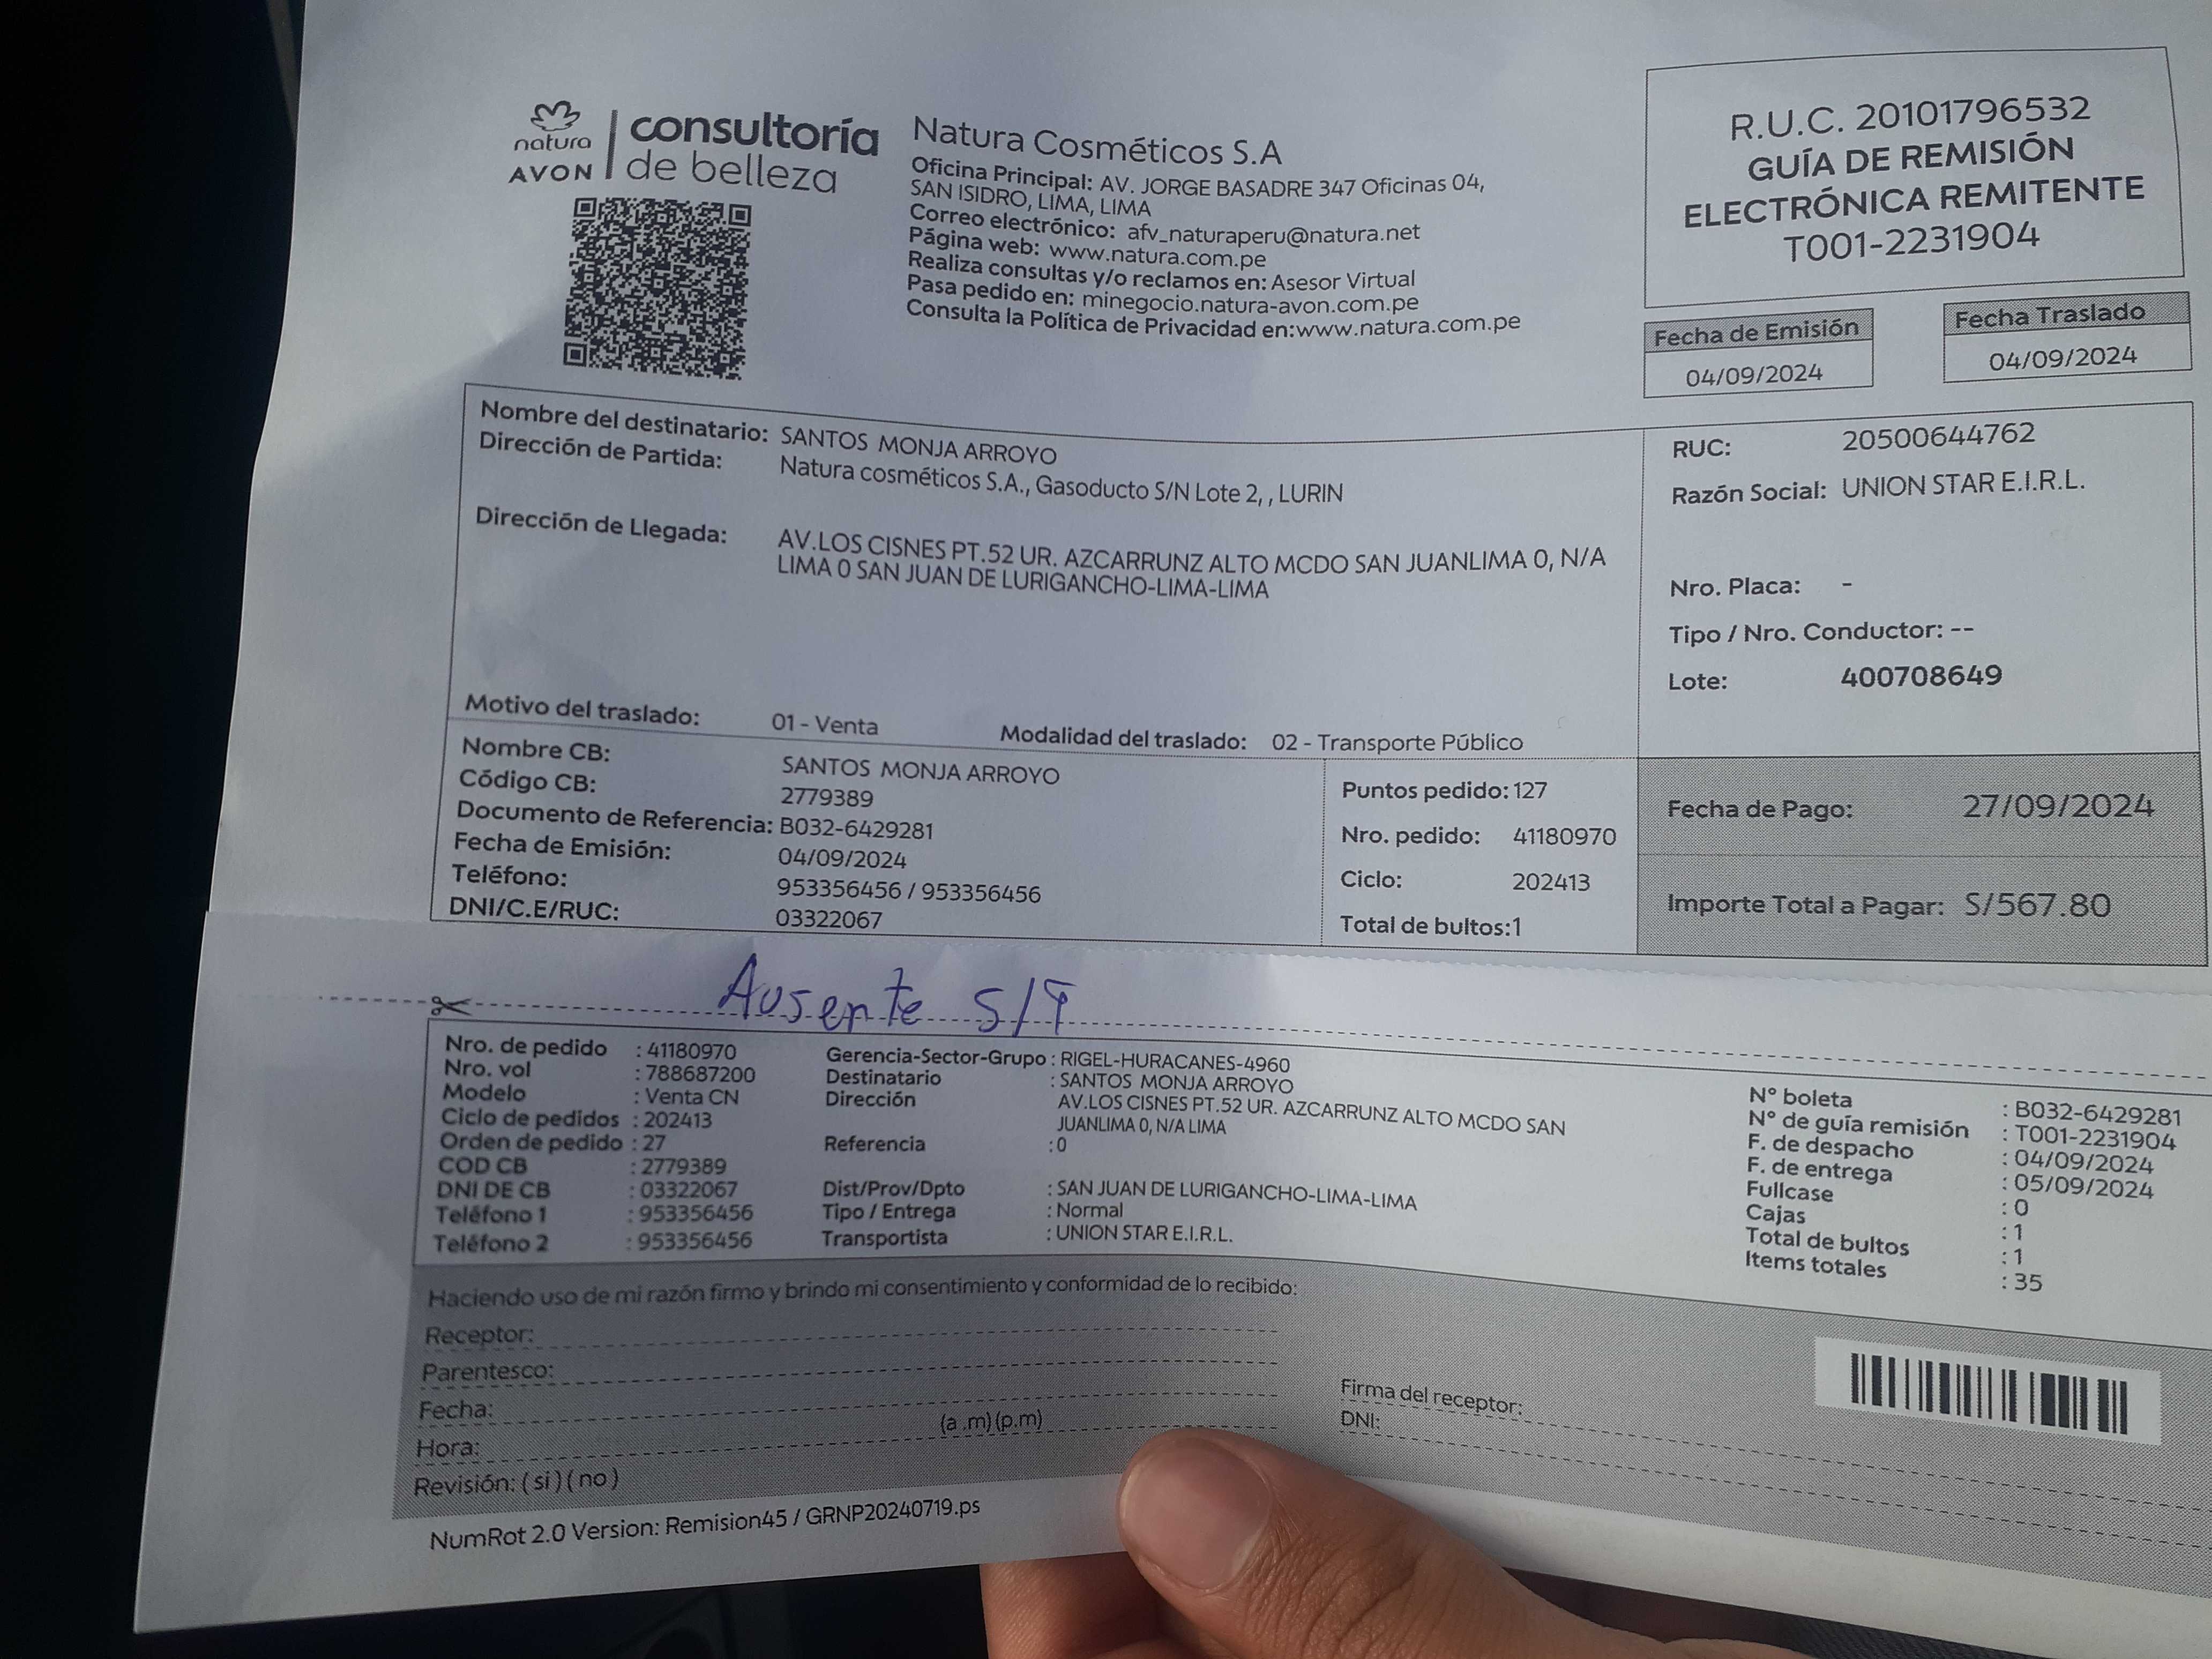 natura
AVON
consultoría
de belleza
Natura Cosméticos S.A
Oficina Principal: AV. JORGE BASADRE 347 Oficinas 04,
SAN ISIDRO, LIMA, LIMA
Correo electrónico: afv_naturaperu@natura.net
Página web: www.natura.com.pe
Realiza consultas y/o reclamos en: Asesor Virtual
Pasa pedido en: minegocio.natura-avon.com.pe
Consulta la Política de Privacidad en:www.natura.com.pe
R.U.C. 20101796532
GUÍA DE REMISIÓN
ELECTRÓNICA REMITENTE
T001-2231904
Fecha de Emisión
04/09/2024
Fecha Traslado
04/09/2024
Nombre del destinatario: SANTOS MONJA ARROYO
Dirección de Partida: Natura cosméticos S.A., Gasoducto S/N Lote 2, , LURIN
Dirección de Llegada: AV.LOS CISNES PT.52 UR. AZCARRUNZ ALTO MCDO SAN JUANLIMA 0, N/A
LIMA 0 SAN JUAN DE LURIGANCHO-LIMA-LIMA
Motivo del traslado: 01 - Venta Modalidad del traslado: 02 - Transporte Público
RUC: 20500644762
Razón Social: UNION STAR E.I.R.L.
Nro. Placa: -
Tipo / Nro. Conductor: --
Lote: 400708649
Nombre CB: SANTOS MONJA ARROYO
Código CB: 2779389
Documento de Referencia: B032-6429281
Fecha de Emisión: 04/09/2024
Teléfono: 953356456 / 953356456
DNI/C.E/RUC: 03322067
Puntos pedido: 127
Nro. pedido: 41180970
Ciclo: 202413
Total de bultos:1
Fecha de Pago: 27/09/2024
Importe Total a Pagar: S/567.80
Ausente S/T
Nro. de pedido : 41180970
Nro. vol : 788687200
Modelo : Venta CN
Ciclo de pedidos : 202413
Orden de pedido : 27
COD CB : 2779389
DNI DE CB : 03322067
Teléfono 1 : 953356456
Teléfono 2 : 953356456
Gerencia-Sector-Grupo : RIGEL-HURACANES-4960
Destinatario : SANTOS MONJA ARROYO
Dirección AV.LOS CISNES PT.52 UR. AZCARRUNZ ALTO MCDO SAN
JUANLIMA 0, N/A LIMA
Referencia : 0
Dist/Prov/Dpto : SAN JUAN DE LURIGANCHO-LIMA-LIMA
Tipo / Entrega : Normal
Transportista : UNION STAR E.I.R.L.
N° boleta : B032-6429281
N° de guía remisión : T001-2231904
F. de despacho : 04/09/2024
F. de entrega : 05/09/2024
Fullcase : 0
Cajas : 1
Total de bultos : 1
Items totales : 35
Haciendo uso de mi razón firmo y brindo mi consentimiento y conformidad de lo recibido:
Receptor:
Parentesco:
Fecha:
Hora: (a .m) (p.m)
Revisión: ( si ) ( no )
Firma del receptor:
DNI:
NumRot 2.0 Version: Remision45 / GRNP20240719.ps